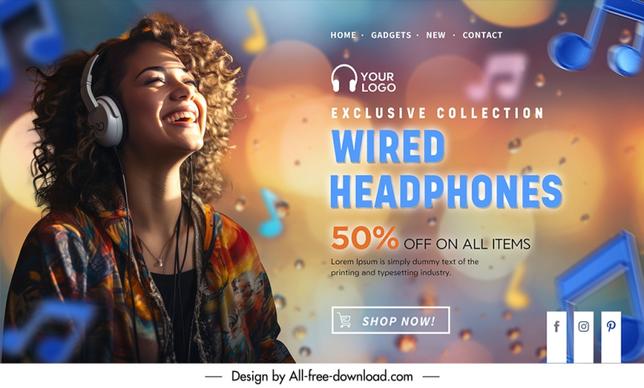 HOME · GADGETS · NEW · CONTACT
YOUR
LOGO
EXCLUSIVE COLLECTION
WIRED
HEADPHONES
50% OFF ON ALL ITEMS
Lorem Ipsum is simply dummy text of the
printing and typesetting industry.
SHOP NOW!
Design by All-free-download.com